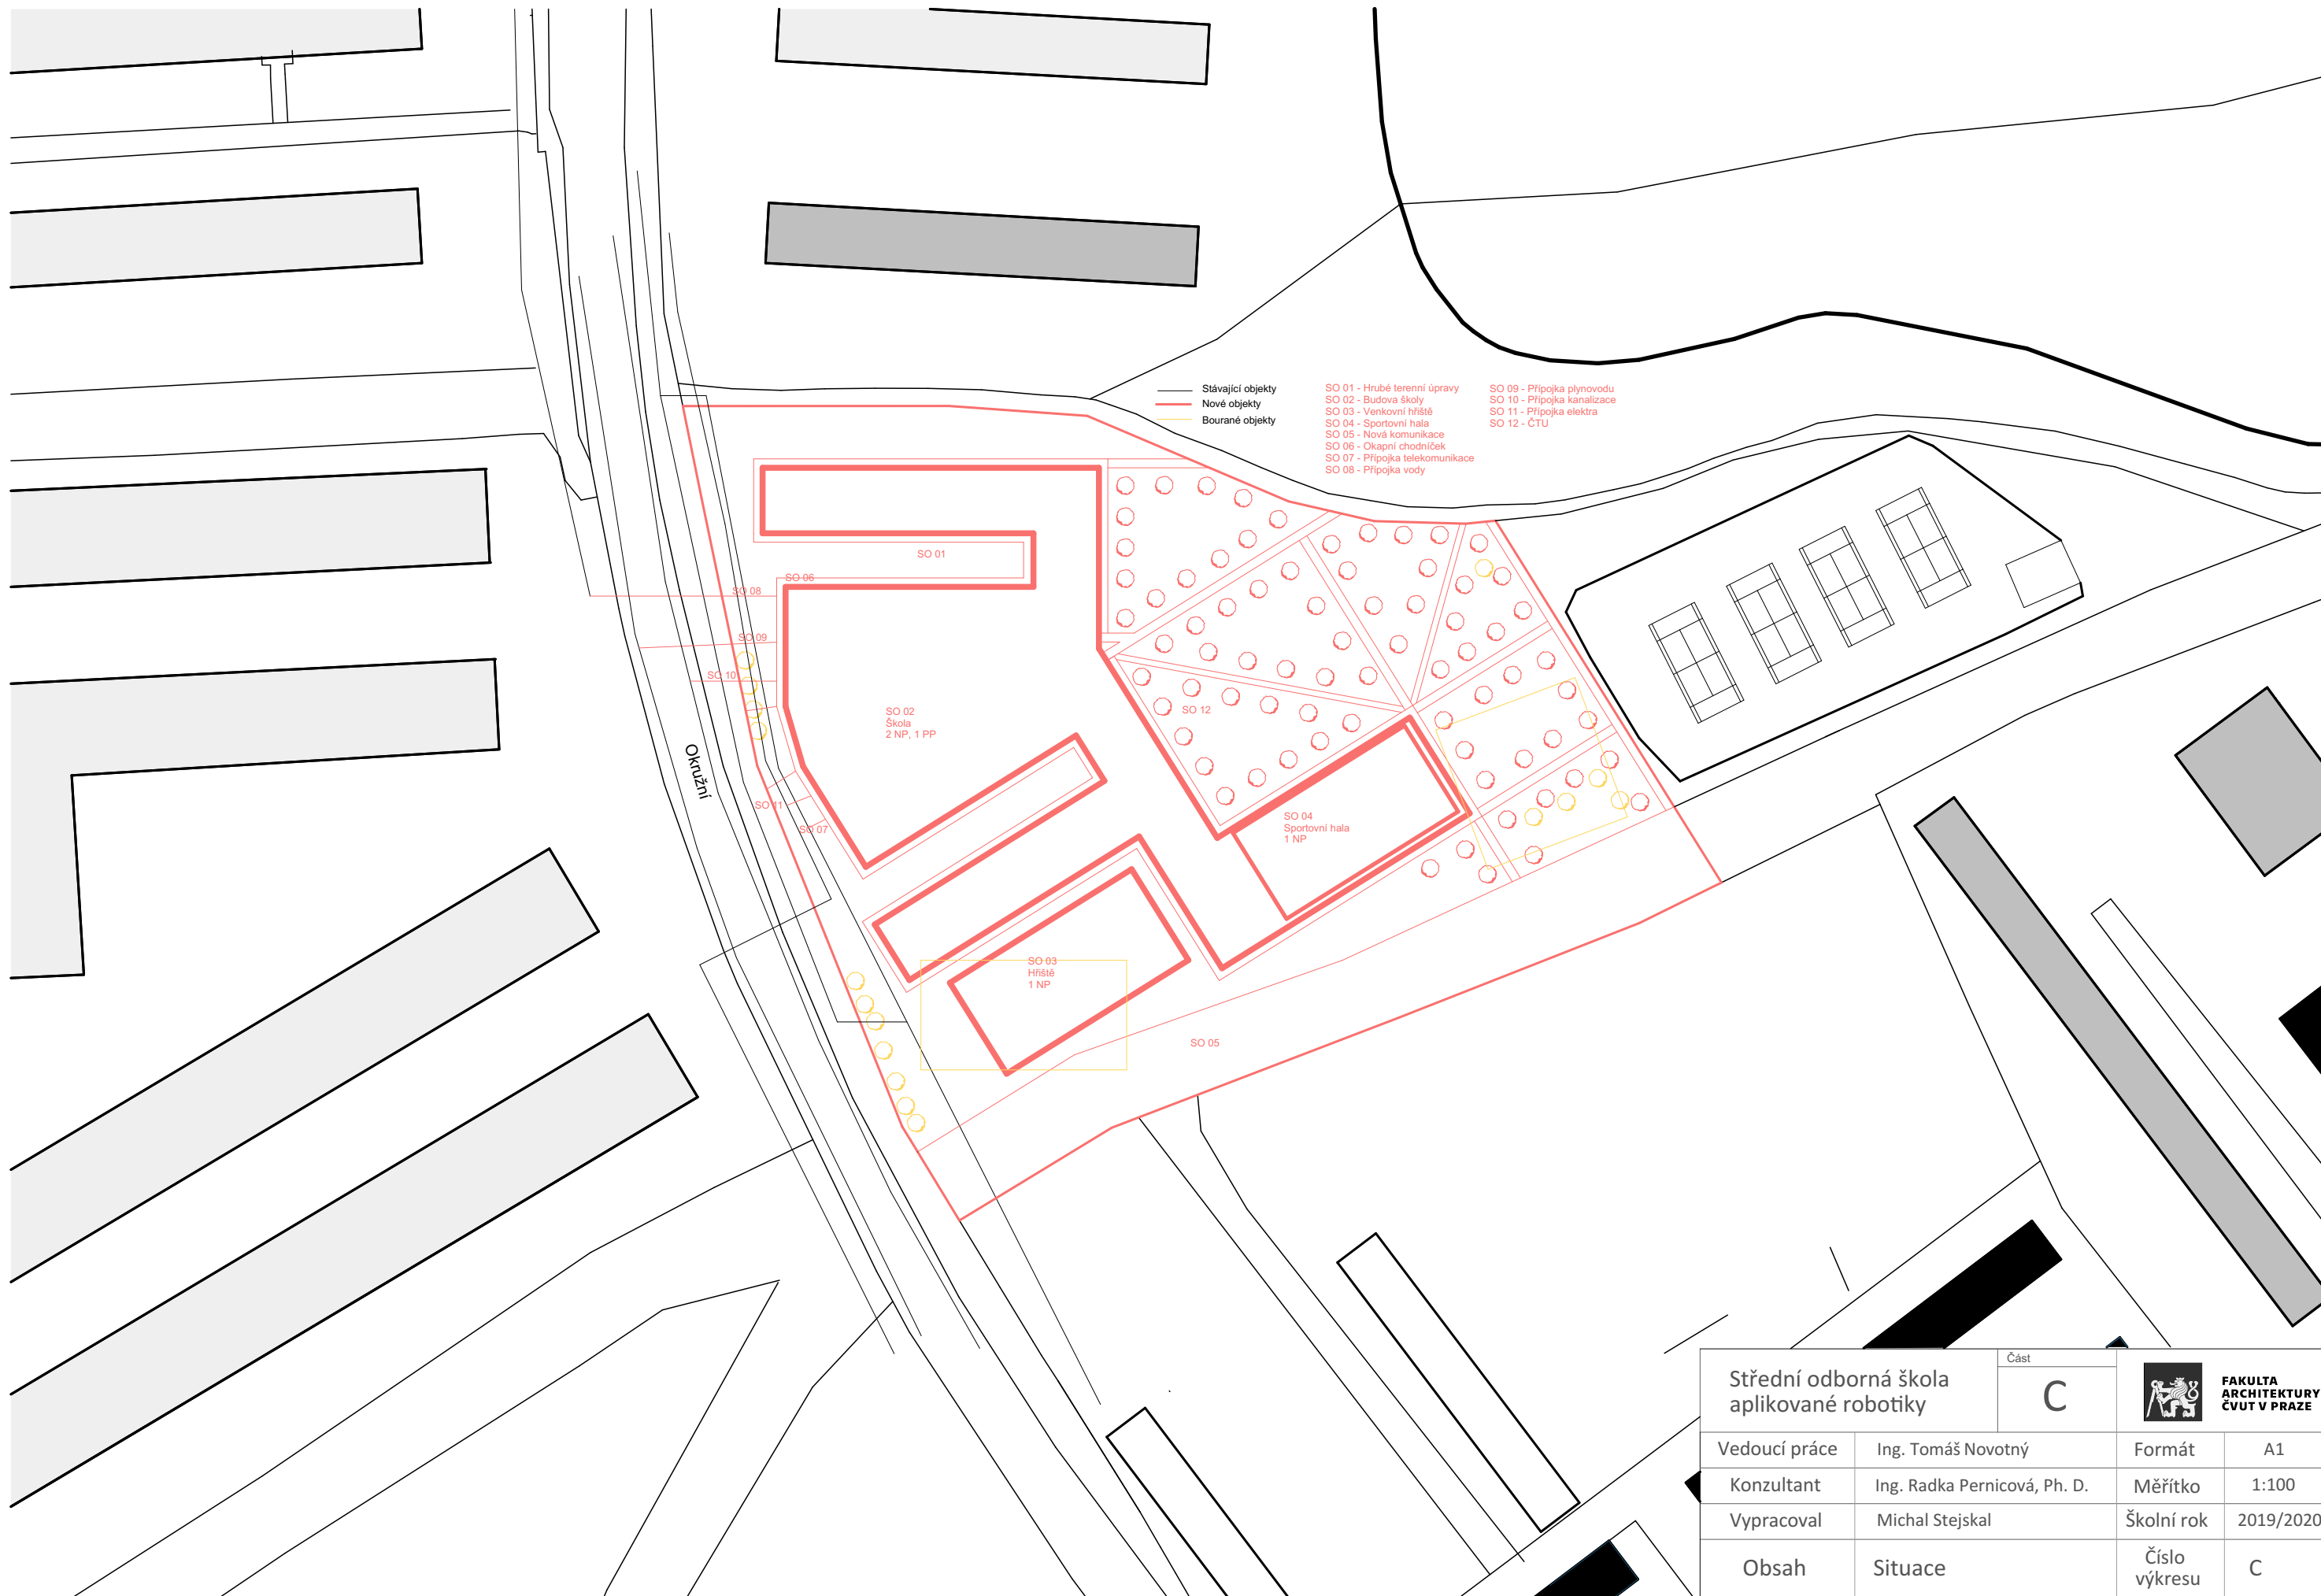 Stávající objekty
Nové objekty
Bourané objekty
SO 01 - Hrubé terenní úpravy
SO 02 - Budova školy
SO 03 - Venkovní hřiště
SO 04 - Sportovní hala
SO 05 - Nová komunikace
SO 06 - Okapní chodníček
SO 07 - Přípojka telekomunikace
SO 08 - Přípojka vody
SO 09 - Přípojka plynovodu
SO 10 - Přípojka kanalizace
SO 11 - Přípojka elektra
SO 12 - ČTU
SO 01
SO 06
SO 08
SO 09
SO 10
SO 02
Škola
2 NP, 1 PP
SO 12
Okružní
SO 11
SO 07
SO 04
Sportovní hala
1 NP
SO 03
Hřiště
1 NP
SO 05
Střední odborná škola
aplikované robotiky
Část
C
FAKULTA
ARCHITEKTURY
ČVUT V PRAZE
Vedoucí práce Ing. Tomáš Novotný Formát A1
Konzultant Ing. Radka Pernicová, Ph. D. Měřítko 1:100
Vypracoval Michal Stejskal Školní rok 2019/2020
Obsah Situace Číslo výkresu C